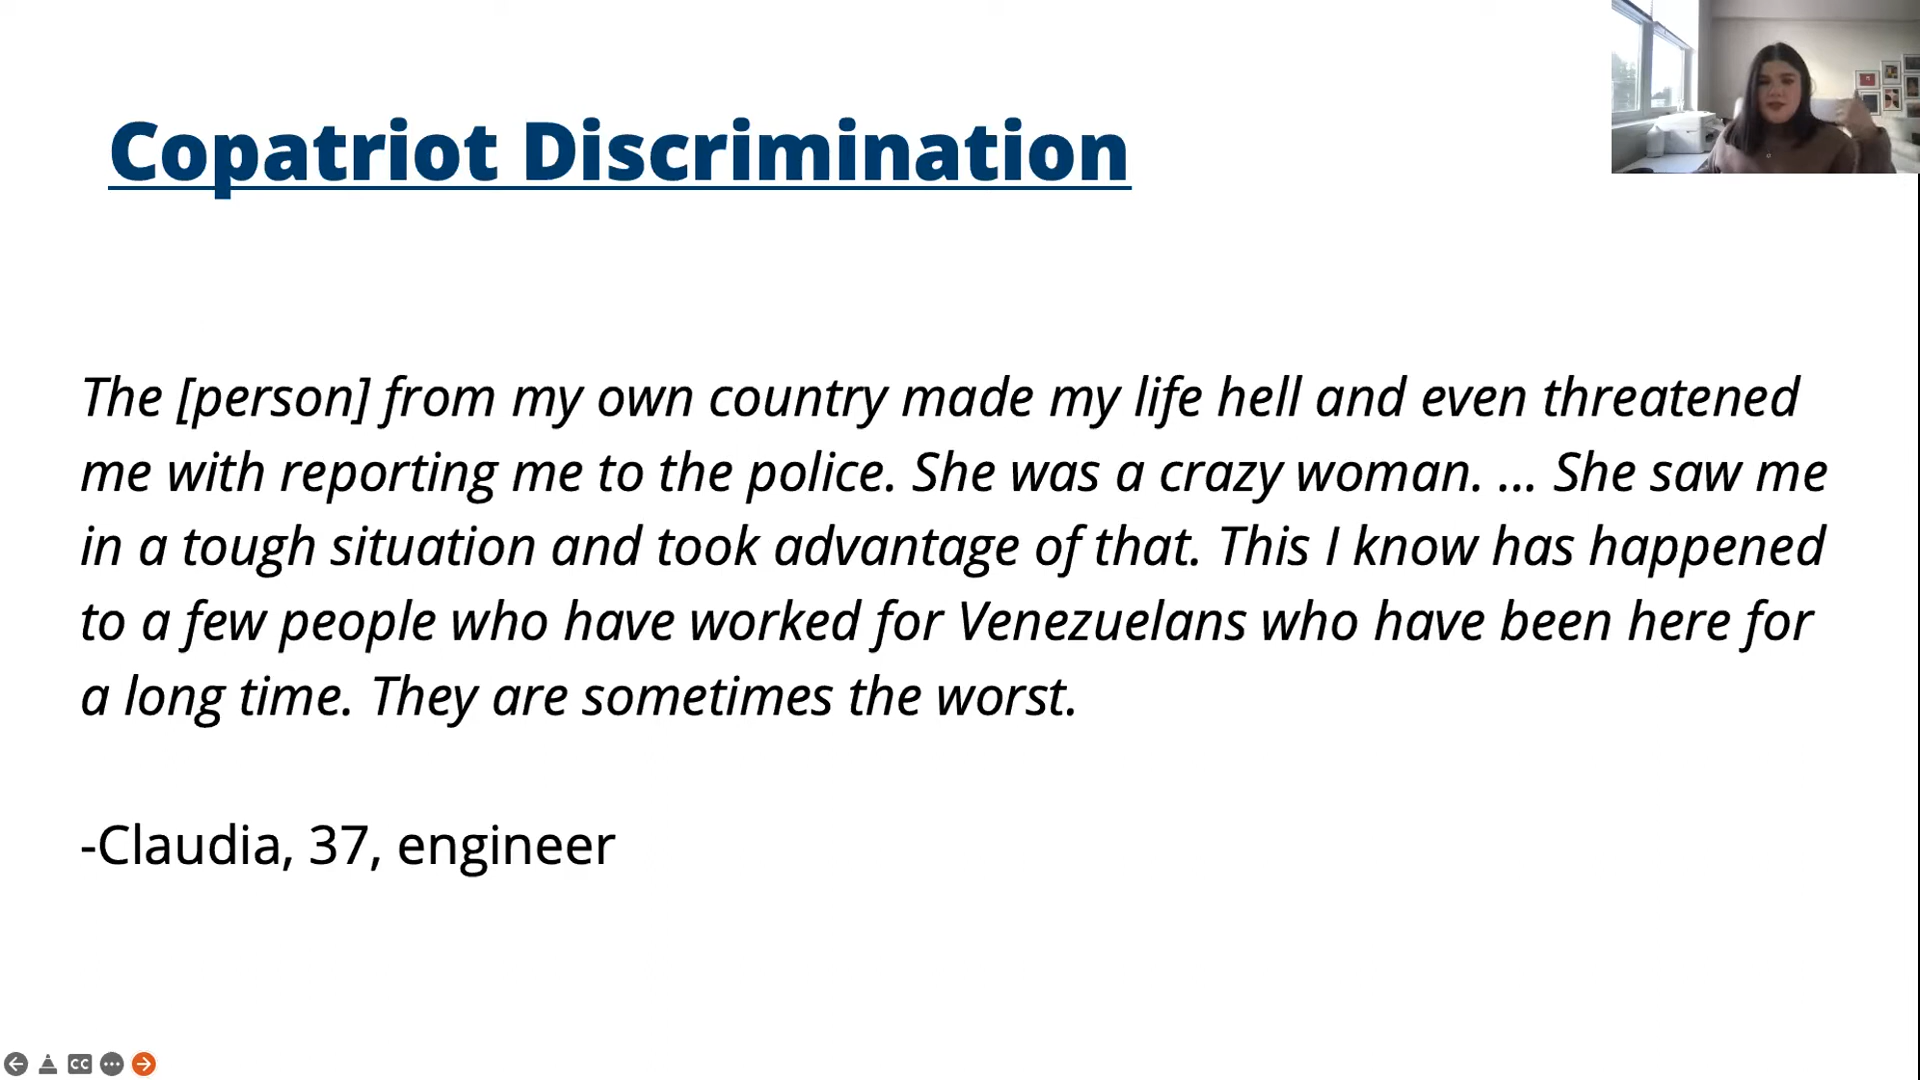 Copatriot Discrimination
The [person] from my own country made my life hell and even threatened
me with reporting me to the police. She was a crazy woman. ... She saw me
in a tough situation and took advantage of that. This I know has happened
to a few people who have worked for Venezuelans who have been here for
a long time. They are sometimes the worst.
-Claudia, 37, engineer
CC